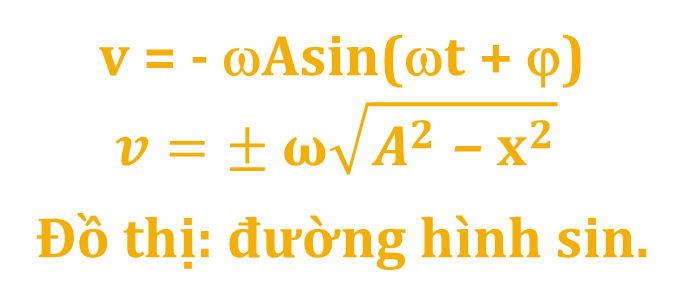 v = - ωAsin(ωt + φ)
v = ± ω√(A² − x²)
Đồ thị: đường hình sin.